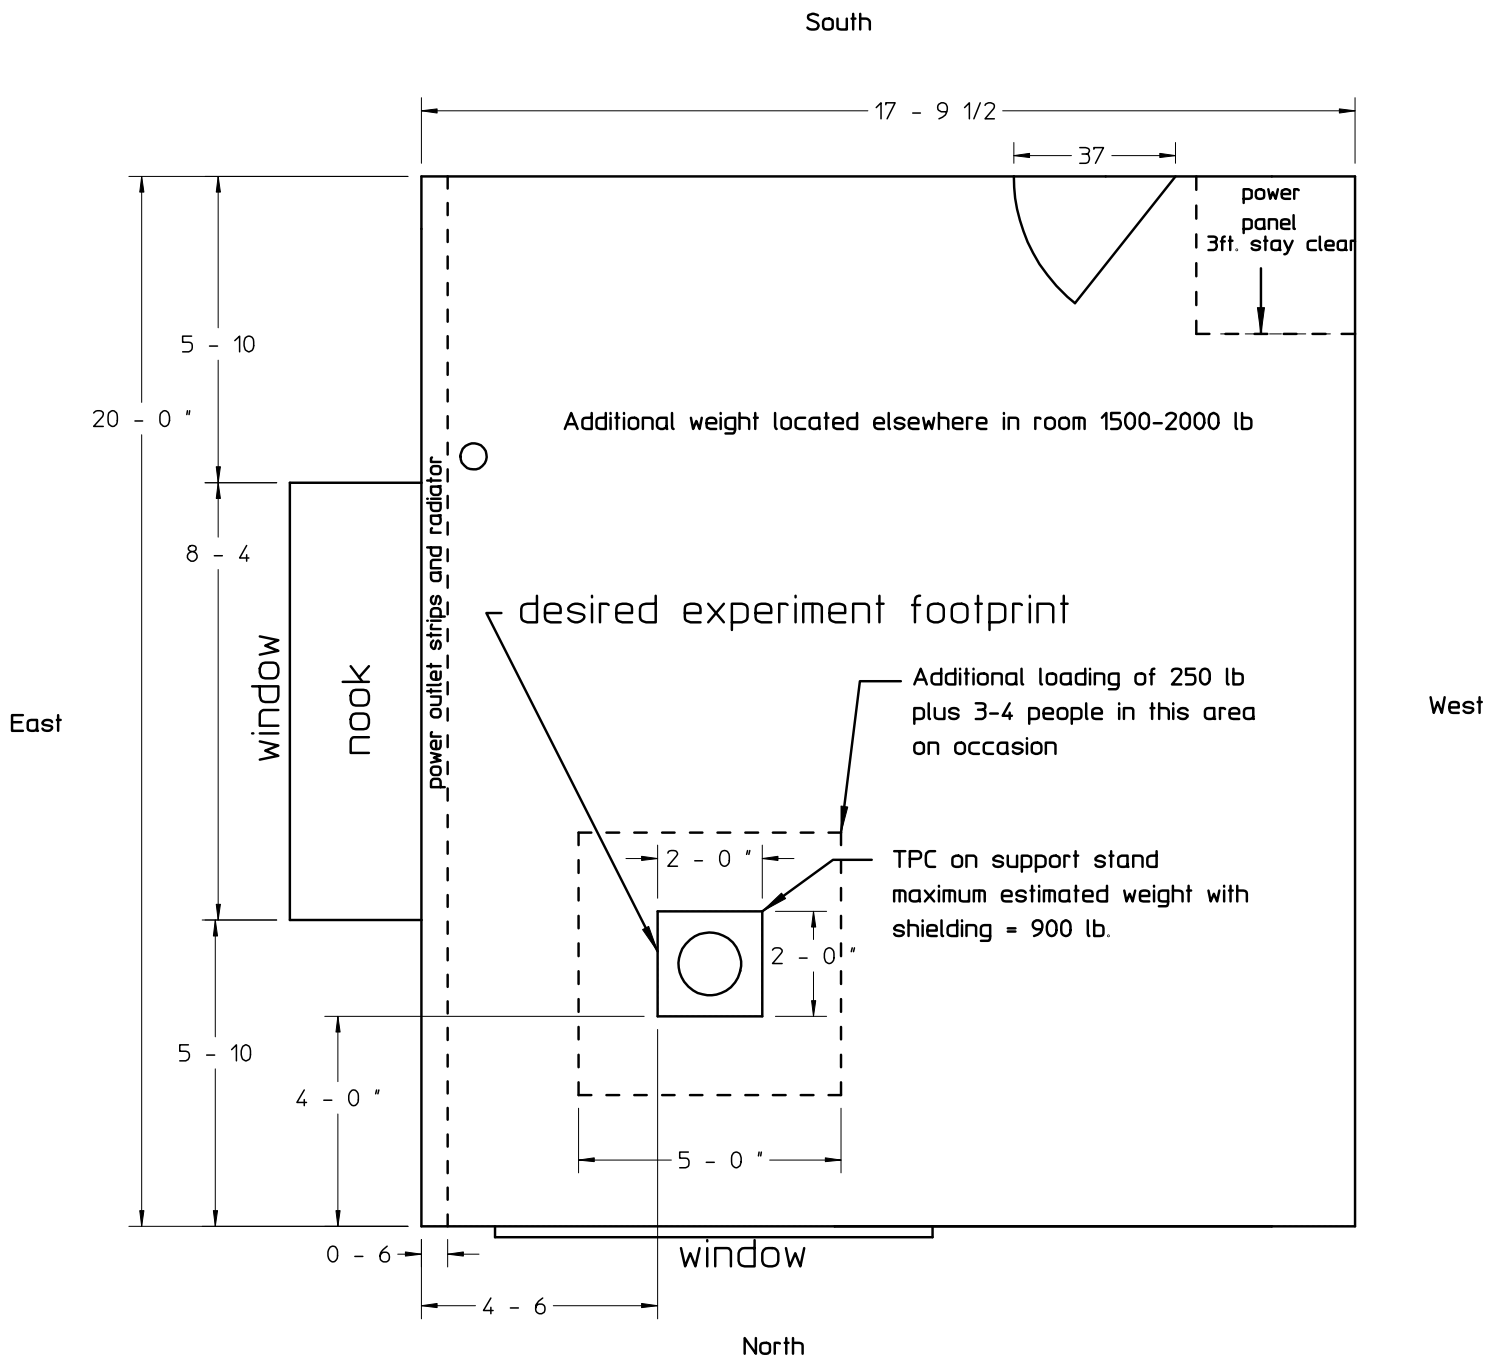 South
17 - 9 1/2
37
power
panel
3ft. stay clear
5 - 10
20 - 0 "
Additional weight located elsewhere in room 1500-2000 lb
power outlet strips and radiator
8 - 4
desired experiment footprint
window
nook
Additional loading of 250 lb
plus 3-4 people in this area
on occasion
East
West
2 - 0 "
TPC on support stand
maximum estimated weight with
shielding = 900 lb.
2 - 0 "
5 - 10
4 - 0 "
5 - 0 "
0 - 6
window
4 - 6
North